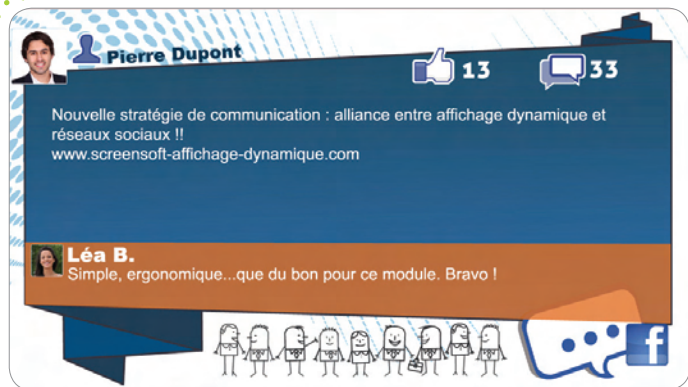 Pierre Dupont
13
33
Nouvelle stratégie de communication : alliance entre affichage dynamique et
réseaux sociaux !!
www.screensoft-affichage-dynamique.com
Léa B.
Simple, ergonomique...que du bon pour ce module. Bravo !
f